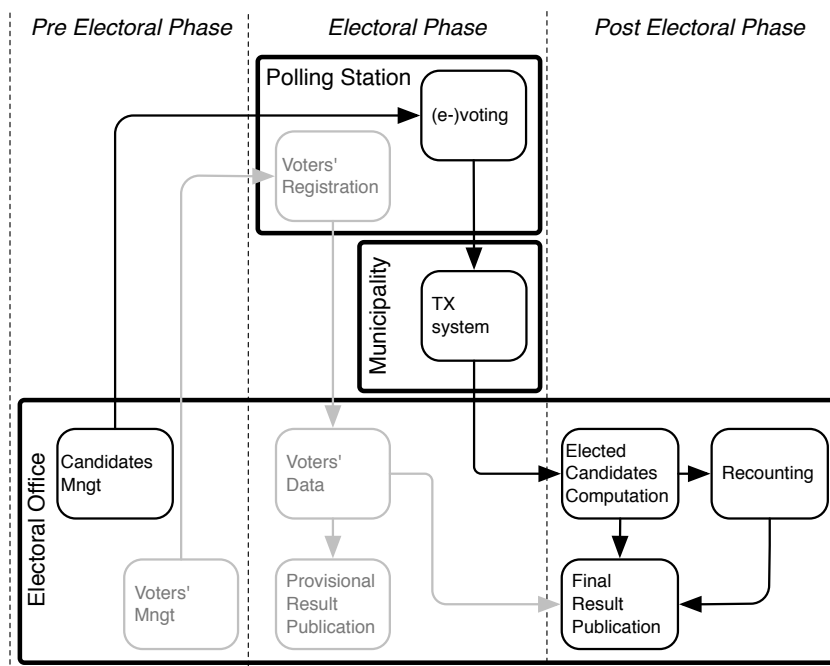 Pre Electoral Phase
Electoral Phase
Post Electoral Phase
Polling Station
(e-)voting
Voters'
Registration
Municipality
TX
system
Electoral Office
Candidates
Mngt
Voters'
Data
Elected
Candidates
Computation
Recounting
Voters'
Mngt
Provisional
Result
Publication
Final
Result
Publication